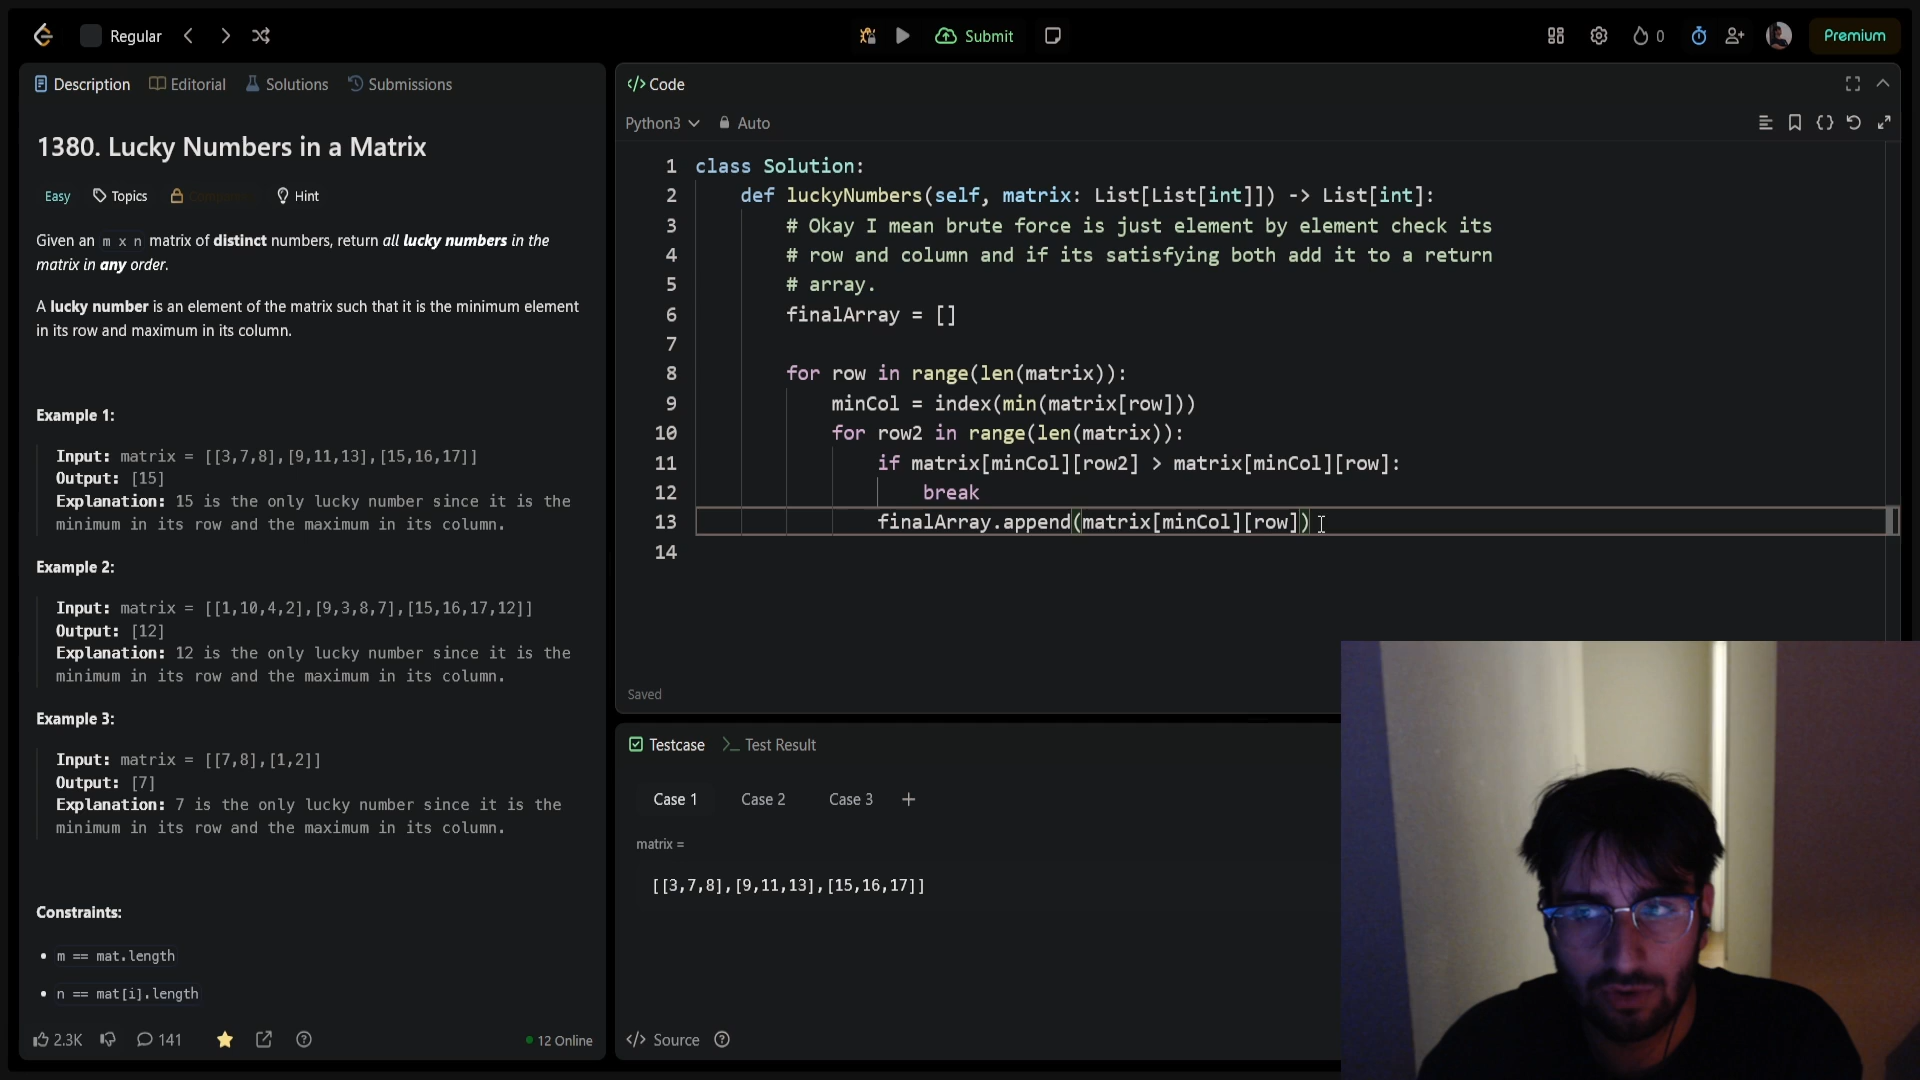 Regular
Submit
0
Premium
Description
Editorial
Solutions
Submissions
1380. Lucky Numbers in a Matrix
Easy
Topics
Hint
Given an m x n matrix of distinct numbers, return all lucky numbers in the
matrix in any order.
A lucky number is an element of the matrix such that it is the minimum element
in its row and maximum in its column.
Example 1:
Input: matrix = [[3,7,8],[9,11,13],[15,16,17]]
Output: [15]
Explanation: 15 is the only lucky number since it is the
minimum in its row and the maximum in its column.
Example 2:
Input: matrix = [[1,10,4,2],[9,3,8,7],[15,16,17,12]]
Output: [12]
Explanation: 12 is the only lucky number since it is the
minimum in its row and the maximum in its column.
Example 3:
Input: matrix = [[7,8],[1,2]]
Output: [7]
Explanation: 7 is the only lucky number since it is the
minimum in its row and the maximum in its column.
Constraints:
• m == mat.length
• n == mat[i].length
2.3K
141
12 Online
</> Code
Python3
Auto
1 class Solution:
2 def luckyNumbers(self, matrix: List[List[int]]) -> List[int]:
3 # Okay I mean brute force is just element by element check its
4 # row and column and if its satisfying both add it to a return
5 # array.
6 finalArray = []
7
8 for row in range(len(matrix)):
9 minCol = index(min(matrix[row]))
10 for row2 in range(len(matrix)):
11 if matrix[minCol][row2] > matrix[minCol][row]:
12 break
13 finalArray.append(matrix[minCol][row])
14
Saved
Testcase
Test Result
Case 1
Case 2
Case 3
+
matrix =
[[3,7,8],[9,11,13],[15,16,17]]
</> Source